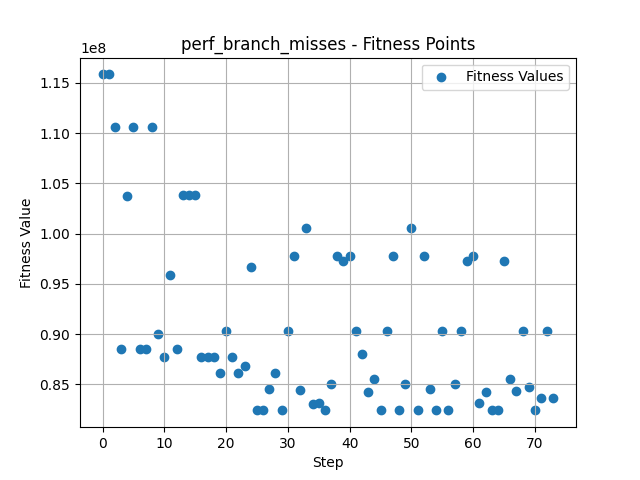 perf_branch_misses - Fitness Points
1e8
Fitness Values
1.15
1.10
1.05
1.00
0.95
0.90
0.85
Fitness Value
0 10 20 30 40 50 60 70
Step